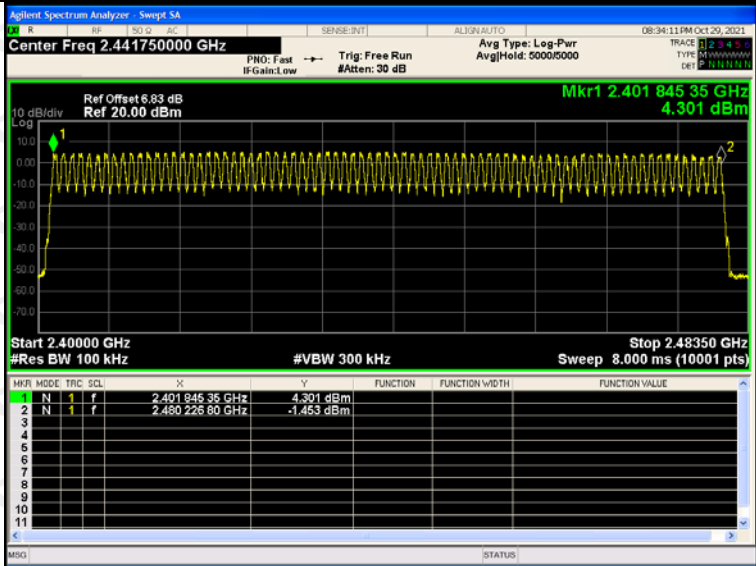 Agilent Spectrum Analyzer - Swept SA
R RF 50 Ω AC SENSE:INT ALIGN AUTO 08:34:11 PM Oct 29, 2021
Center Freq 2.441750000 GHz
PNO: Fast
IFGain:Low
Trig: Free Run
#Atten: 30 dB
Avg Type: Log-Pwr
Avg|Hold: 5000/5000
TRACE 1 2 3 4 5 6
TYPE M W W W W W
DET P N N N N N
Ref Offset 6.83 dB
10 dB/div Ref 20.00 dBm
Log
Mkr1 2.401 845 35 GHz
4.301 dBm
1
2
10.0
0.00
-10.0
-20.0
-30.0
-40.0
-50.0
-60.0
-70.0
Start 2.40000 GHz Stop 2.48350 GHz
#Res BW 100 kHz #VBW 300 kHz Sweep 8.000 ms (10001 pts)
MKR MODE TRC SCL X Y FUNCTION FUNCTION WIDTH FUNCTION VALUE
1 N 1 f 2.401 845 35 GHz 4.301 dBm
2 N 1 f 2.480 226 80 GHz -1.453 dBm
3
4
5
6
7
8
9
10
11
MSG STATUS